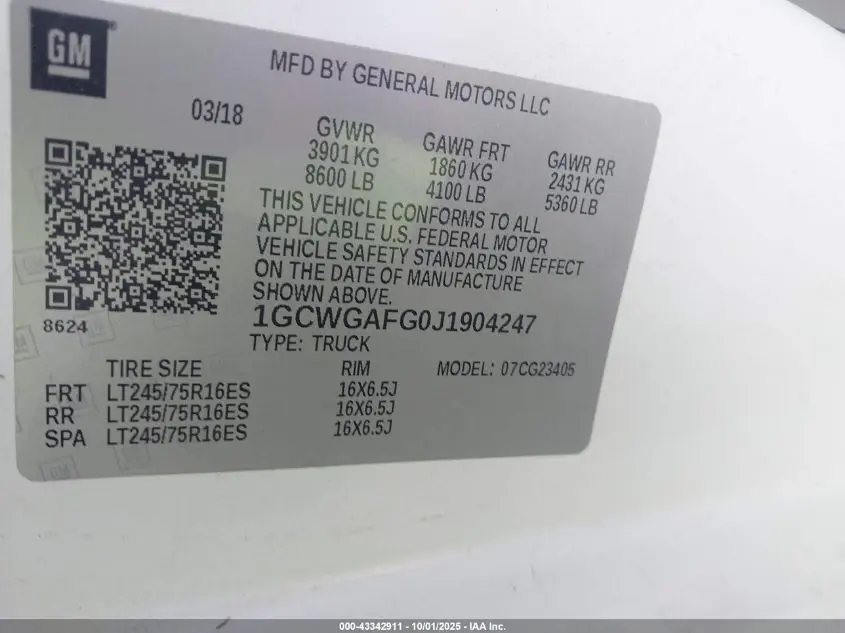 GM
MFD BY GENERAL MOTORS LLC
03/18
GVWR GAWR FRT GAWR RR
3901KG 1860 KG 2431 KG
8600 LB 4100 LB 5360 LB
THIS VEHICLE CONFORMS TO ALL
APPLICABLE U.S. FEDERAL MOTOR
VEHICLE SAFETY STANDARDS IN EFFECT
ON THE DATE OF MANUFACTURE
SHOWN ABOVE.
8624
1GCWGAFG0J1904247
TYPE: TRUCK
TIRE SIZE RIM MODEL: 07CG23405
FRT LT245/75R16ES 16X6.5J
RR LT245/75R16ES 16X6.5J
SPA LT245/75R16ES 16X6.5J
000-43342911 - 10/01/2025 - IAA Inc.